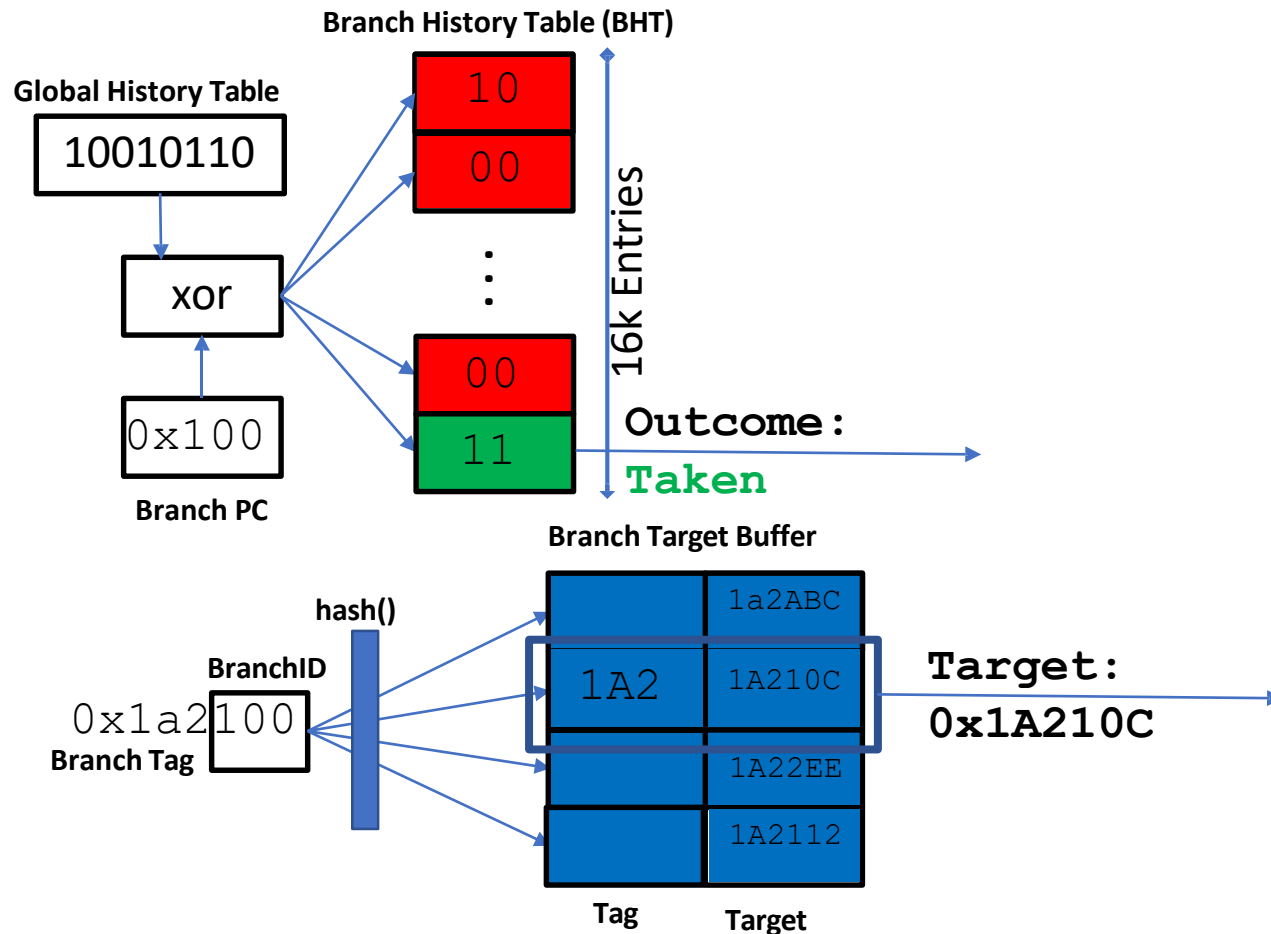 Branch History Table (BHT)
Global History Table
10010110
10
00
16k Entries
xor
0x100
Branch PC
00
11
Outcome:
Taken
Branch Target Buffer
hash()
BranchID
0x1a2100
Branch Tag
1a2ABC
1A2
1A210C
1A22EE
1A2112
Target:
0x1A210C
Tag
Target